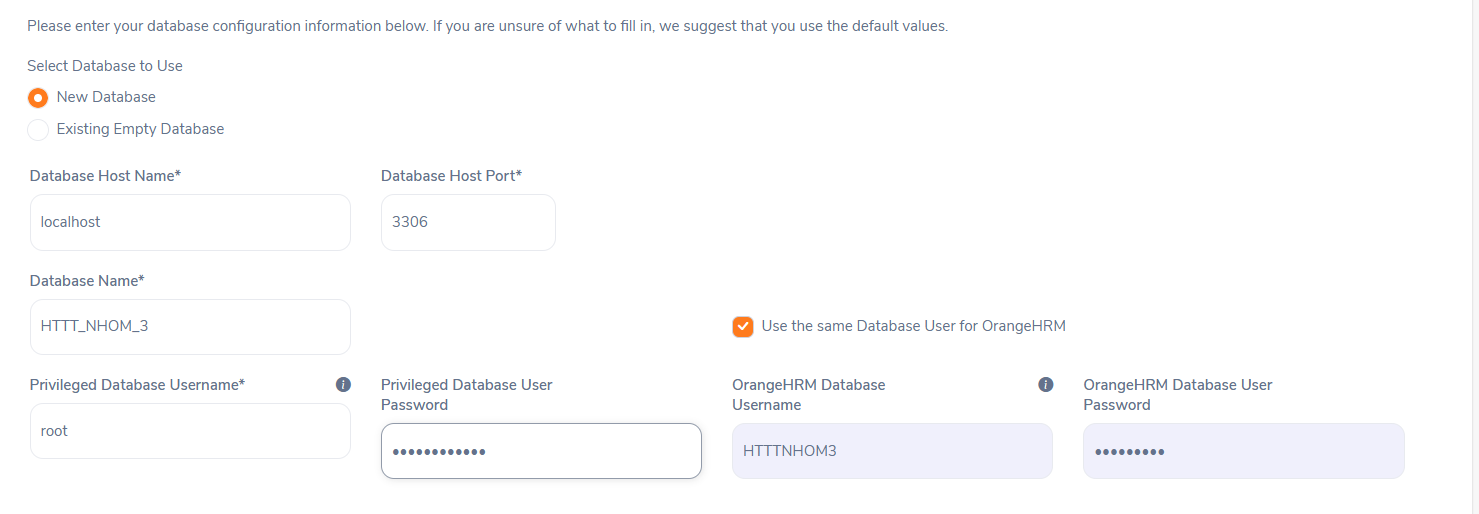 Please enter your database configuration information below. If you are unsure of what to fill in, we suggest that you use the default values.
Select Database to Use
New Database
Existing Empty Database
Database Host Name*
Database Host Port*
localhost
3306
Database Name*
HTTT_NHOM_3
Use the same Database User for OrangeHRM
Privileged Database Username*
i
Privileged Database User
Password
OrangeHRM Database
Username
i
OrangeHRM Database User
Password
root
••••••••••••
HTTTNHOM3
•••••••••